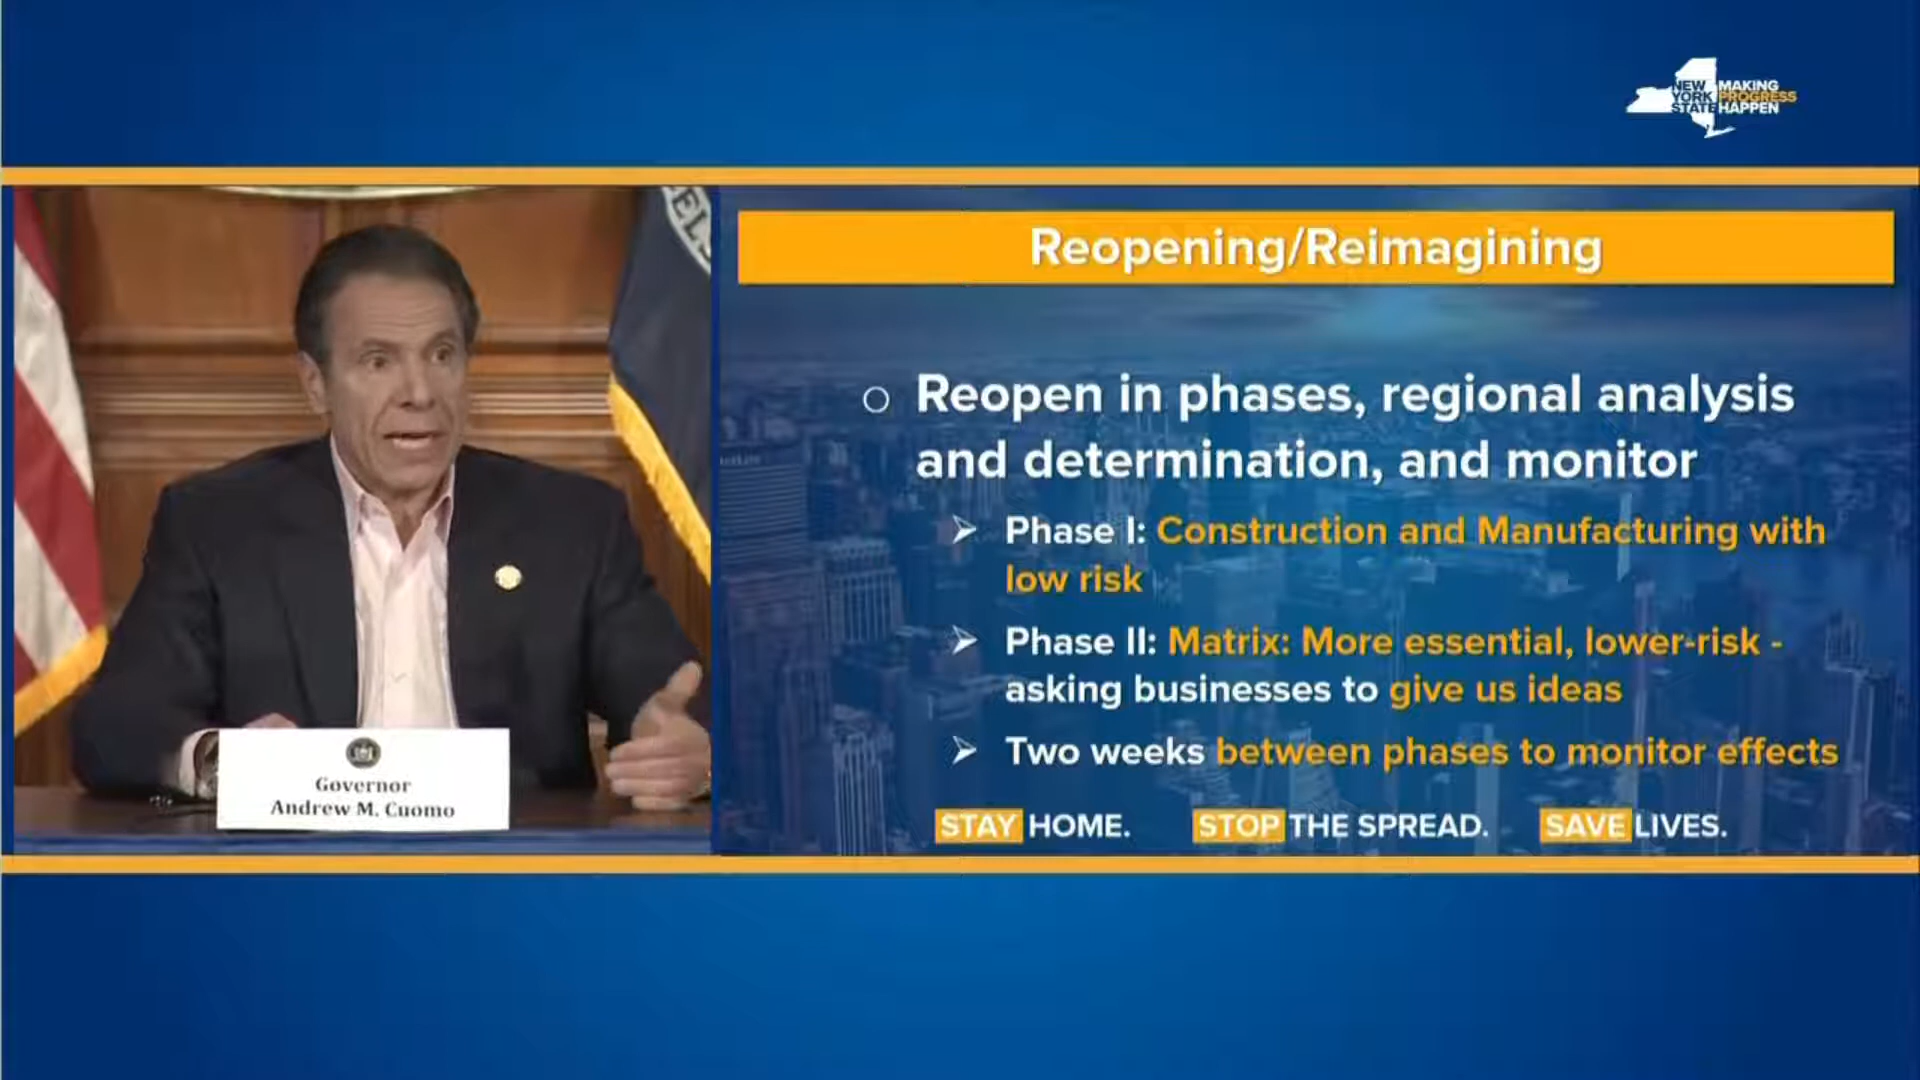 NEW
YORK
STATE
MAKING
PROGRESS
HAPPEN
Reopening/Reimagining
Reopen in phases, regional analysis
and determination, and monitor
Phase I: Construction and Manufacturing with
low risk
Phase II: Matrix: More essential, lower-risk -
asking businesses to give us ideas
Two weeks between phases to monitor effects
STAY HOME. STOP THE SPREAD. SAVE LIVES.
Governor
Andrew M. Cuomo